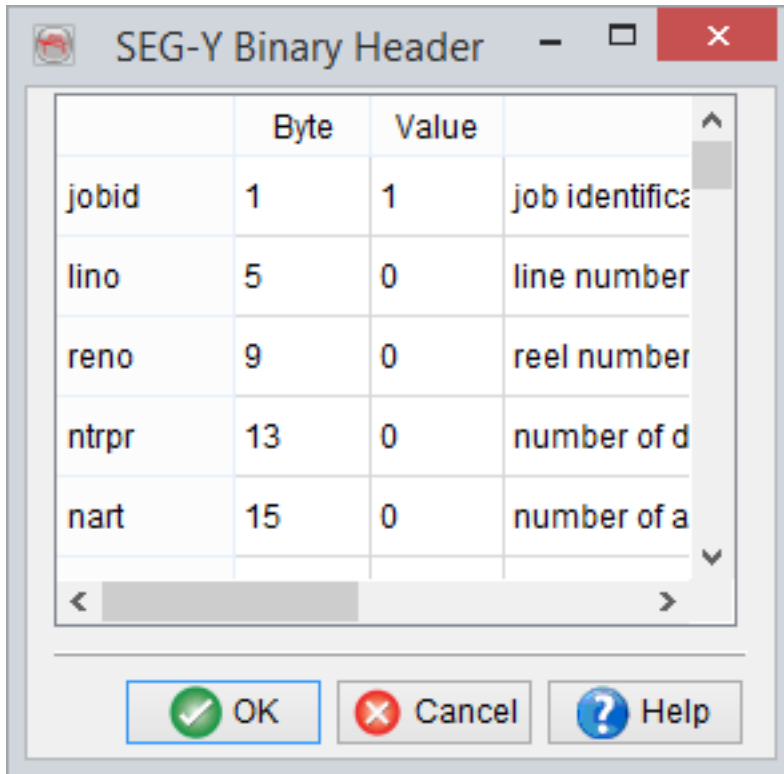 SEG-Y Binary Header
Byte Value
jobid 1 1 job identifica
lino 5 0 line number
reno 9 0 reel number
ntrpr 13 0 number of d
nart 15 0 number of a
OK Cancel Help